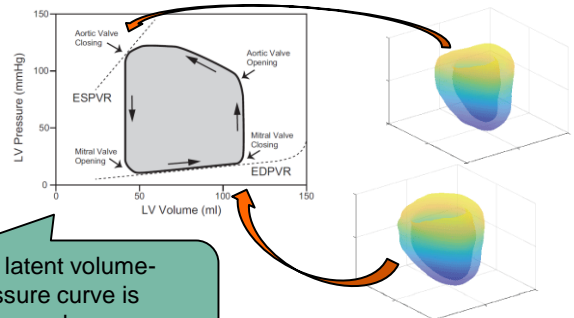 150
Aortic Valve
Closing
Aortic Valve
Opening
100
LV Pressure (mmHg)
ESPVR
50
Mitral Valve
Opening
Mitral Valve
Closing
EDPVR
0
0
50
100
150
LV Volume (ml)
latent volume-
curve is